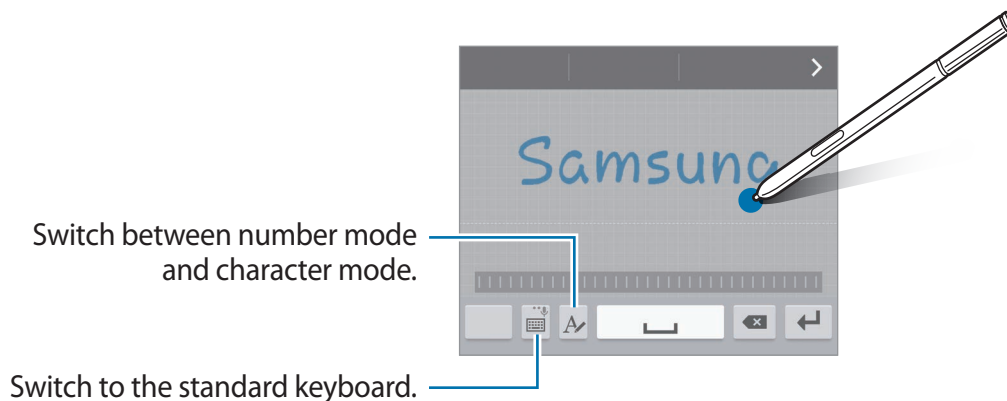 Samsung
Switch between number mode
and character mode.
A
Switch to the standard keyboard.